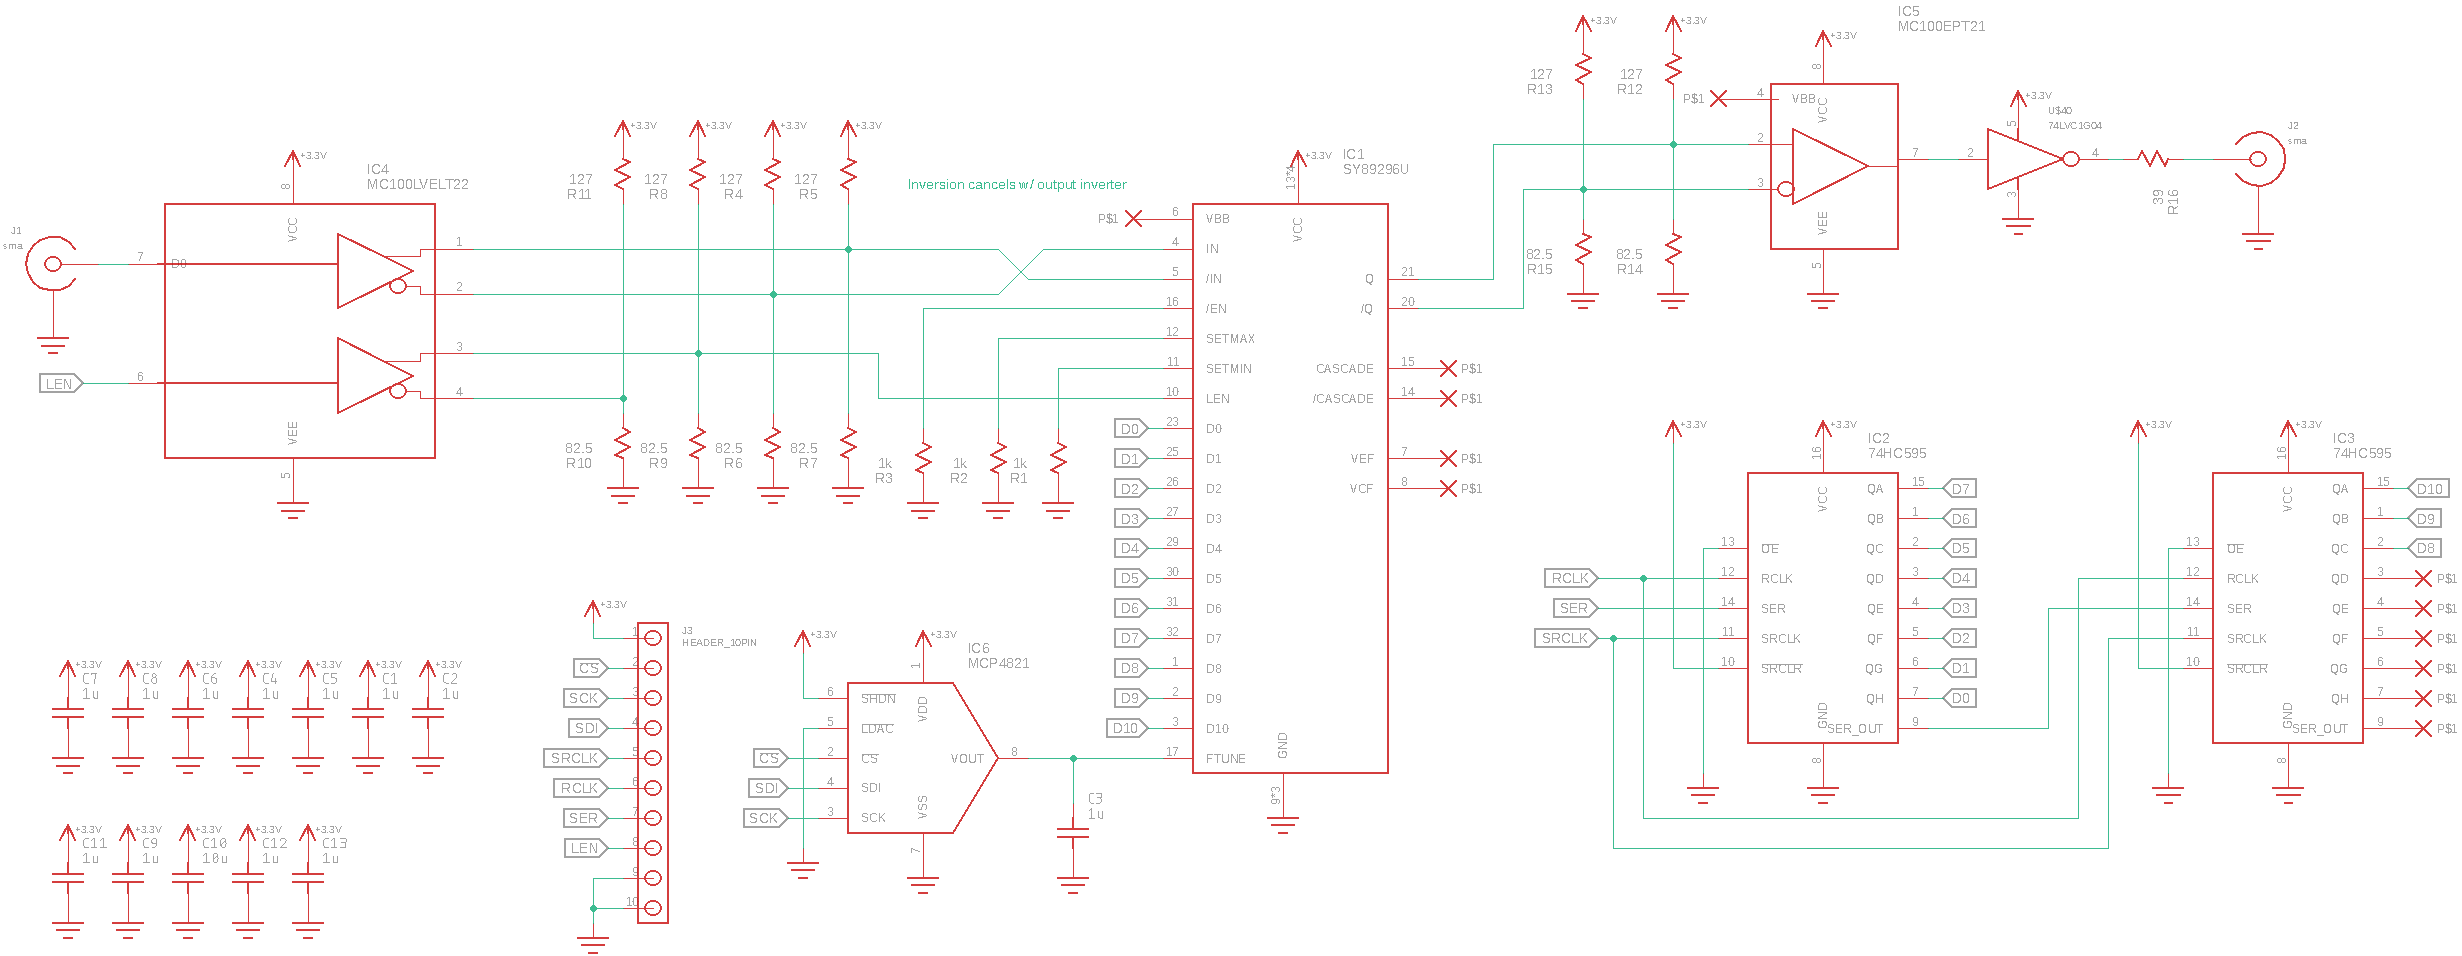 IC5
MC100EPT21
+3.3V
+3.3V
+3.3V
127
R13
127
R12
8
VCC
P$1
4
VBB
2
3
7
VEE
5
82.5
R15
82.5
R14
+3.3V
U$40
74LVC1G04
5
2
4
3
39
R16
J2
sma
IC4
MC100LVELT22
+3.3V
8
VCC
J1
sma
7
D0
1
2
3
4
LEN
6
VEE
5
+3.3V
+3.3V
+3.3V
+3.3V
127
R11
127
R8
127
R4
127
R5
82.5
R10
82.5
R9
82.5
R6
82.5
R7
1k
R3
1k
R2
1k
R1
Inversion cancels w/ output inverter
IC1
SY89296U
+3.3V
13*4
VCC
P$1
6
VBB
4
IN
5
/IN
16
/EN
12
SETMAX
11
SETMIN
10
LEN
D0
23
D0
D1
25
D1
D2
26
D2
D3
27
D3
D4
29
D4
D5
30
D5
D6
31
D6
D7
32
D7
D8
1
D8
D9
2
D9
D10
3
D10
17
FTUNE
GND
9*3
Q
21
/Q
20
CASCADE
15
P$1
/CASCADE
14
P$1
VEF
7
P$1
VCF
8
P$1
IC2
74HC595
+3.3V
+3.3V
16
VCC
13
OE
RCLK
12
RCLK
SER
14
SER
SRCLK
11
SRCLK
10
SRCLR
QA
15
D7
QB
1
D6
QC
2
D5
QD
3
D4
QE
4
D3
QF
5
D2
QG
6
D1
QH
7
D0
SER_OUT
9
GND
8
IC3
74HC595
+3.3V
+3.3V
16
VCC
13
OE
12
RCLK
14
SER
11
SRCLK
10
SRCLR
QA
15
D10
QB
1
D9
QC
2
D8
QD
3
P$1
QE
4
P$1
QF
5
P$1
QG
6
P$1
QH
7
P$1
SER_OUT
9
P$1
GND
8
+3.3V
C7
1u
+3.3V
C8
1u
+3.3V
C6
1u
+3.3V
C4
1u
+3.3V
C5
1u
+3.3V
C1
1u
+3.3V
C2
1u
+3.3V
C11
1u
+3.3V
C9
1u
+3.3V
C10
10u
+3.3V
C12
1u
+3.3V
C13
1u
+3.3V
J3
HEADER_10PIN
1
CS
2
SCK
3
SDI
4
SRCLK
5
RCLK
6
SER
7
LEN
8
9
10
IC6
MCP4821
+3.3V
+3.3V
1
VDD
6
SHDN
5
LDAC
CS
2
CS
SDI
4
SDI
SCK
3
SCK
VSS
7
VOUT
8
C3
1u